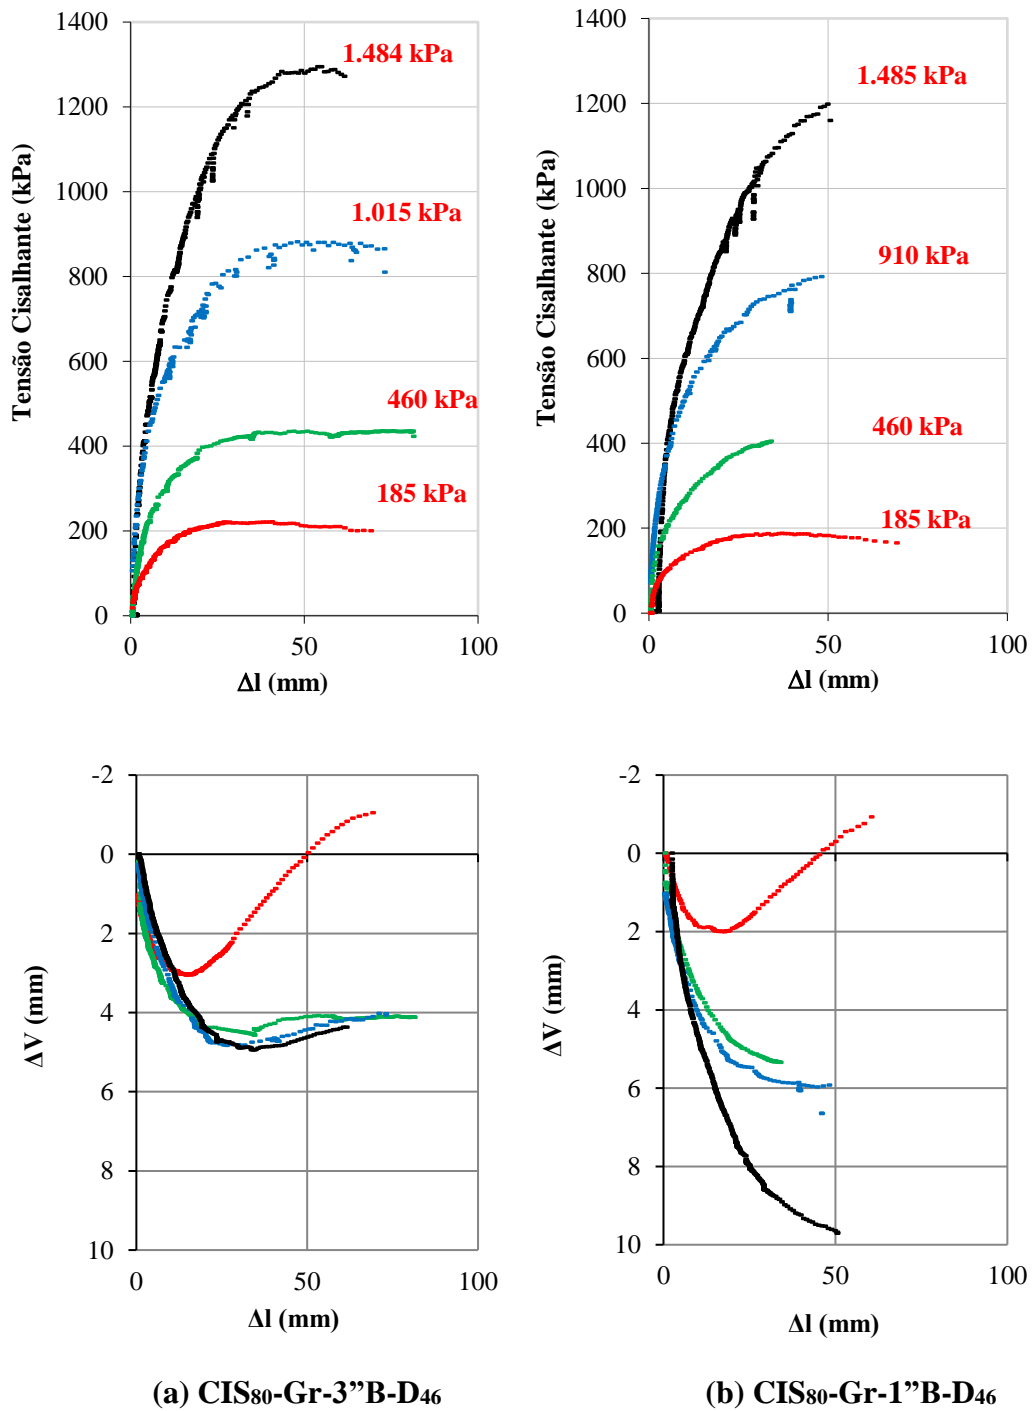 1400
1200
1000
800
600
400
200
0
Tensão Cisalhante (kPa)
1.484 kPa
1.015 kPa
460 kPa
185 kPa
0 50 100
Δl (mm)
1400
1200
1000
800
600
400
200
0
Tensão Cisalhante (kPa)
1.485 kPa
910 kPa
460 kPa
185 kPa
0 50 100
Δl (mm)
-2
0
2
4
6
8
10
ΔV (mm)
0 50 100
Δl (mm)
-2
0
2
4
6
8
10
ΔV (mm)
0 50 100
Δl (mm)
(a) CIS80-Gr-3”B-D46
(b) CIS80-Gr-1”B-D46